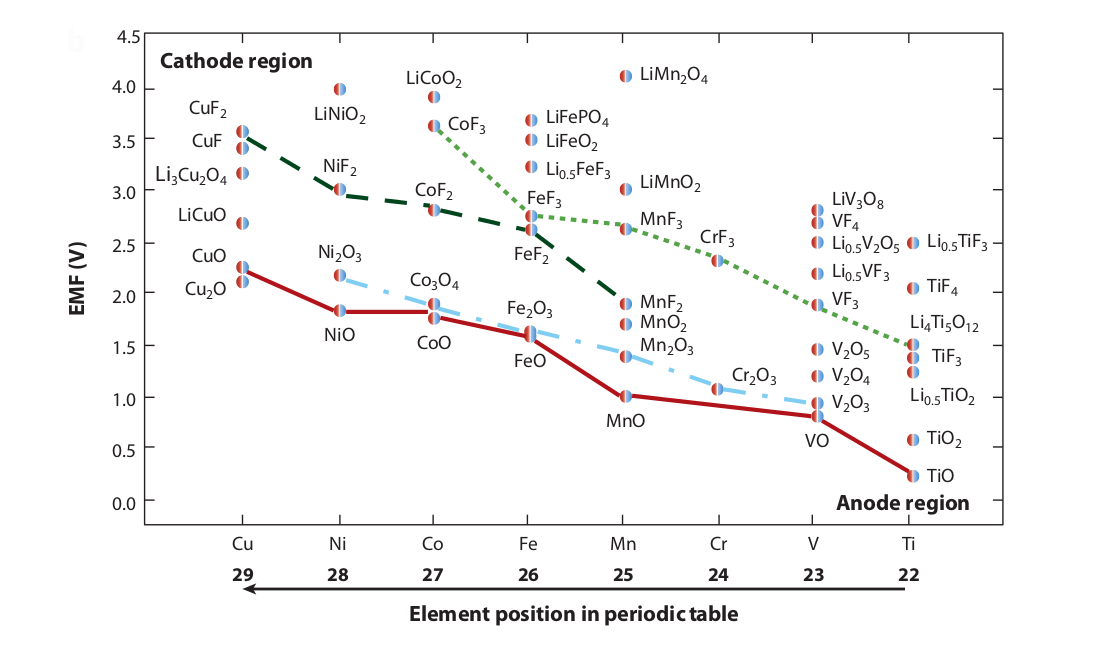 Cathode region
Anode region
EMF (V)
4.5
4.0
3.5
3.0
2.5
2.0
1.5
1.0
0.5
0.0
CuF₂
CuF
Li₃Cu₂O₄
LiCuO
CuO
Cu₂O
LiNiO₂
NiF₂
Ni₂O₃
NiO
LiCoO₂
CoF₃
CoF₂
Co₃O₄
CoO
LiFePO₄
LiFeO₂
Li₀.₅FeF₃
FeF₃
FeF₂
Fe₂O₃
FeO
LiMn₂O₄
LiMnO₂
MnF₃
MnF₂
MnO₂
Mn₂O₃
MnO
CrF₃
Cr₂O₃
LiV₃O₈
VF₄
Li₀.₅V₂O₅
Li₀.₅VF₃
VF₃
V₂O₅
V₂O₄
V₂O₃
VO
Li₀.₅TiF₃
TiF₄
Li₄Ti₅O₁₂
TiF₃
Li₀.₅TiO₂
TiO₂
TiO
Cu Ni Co Fe Mn Cr V Ti
29 28 27 26 25 24 23 22
Element position in periodic table